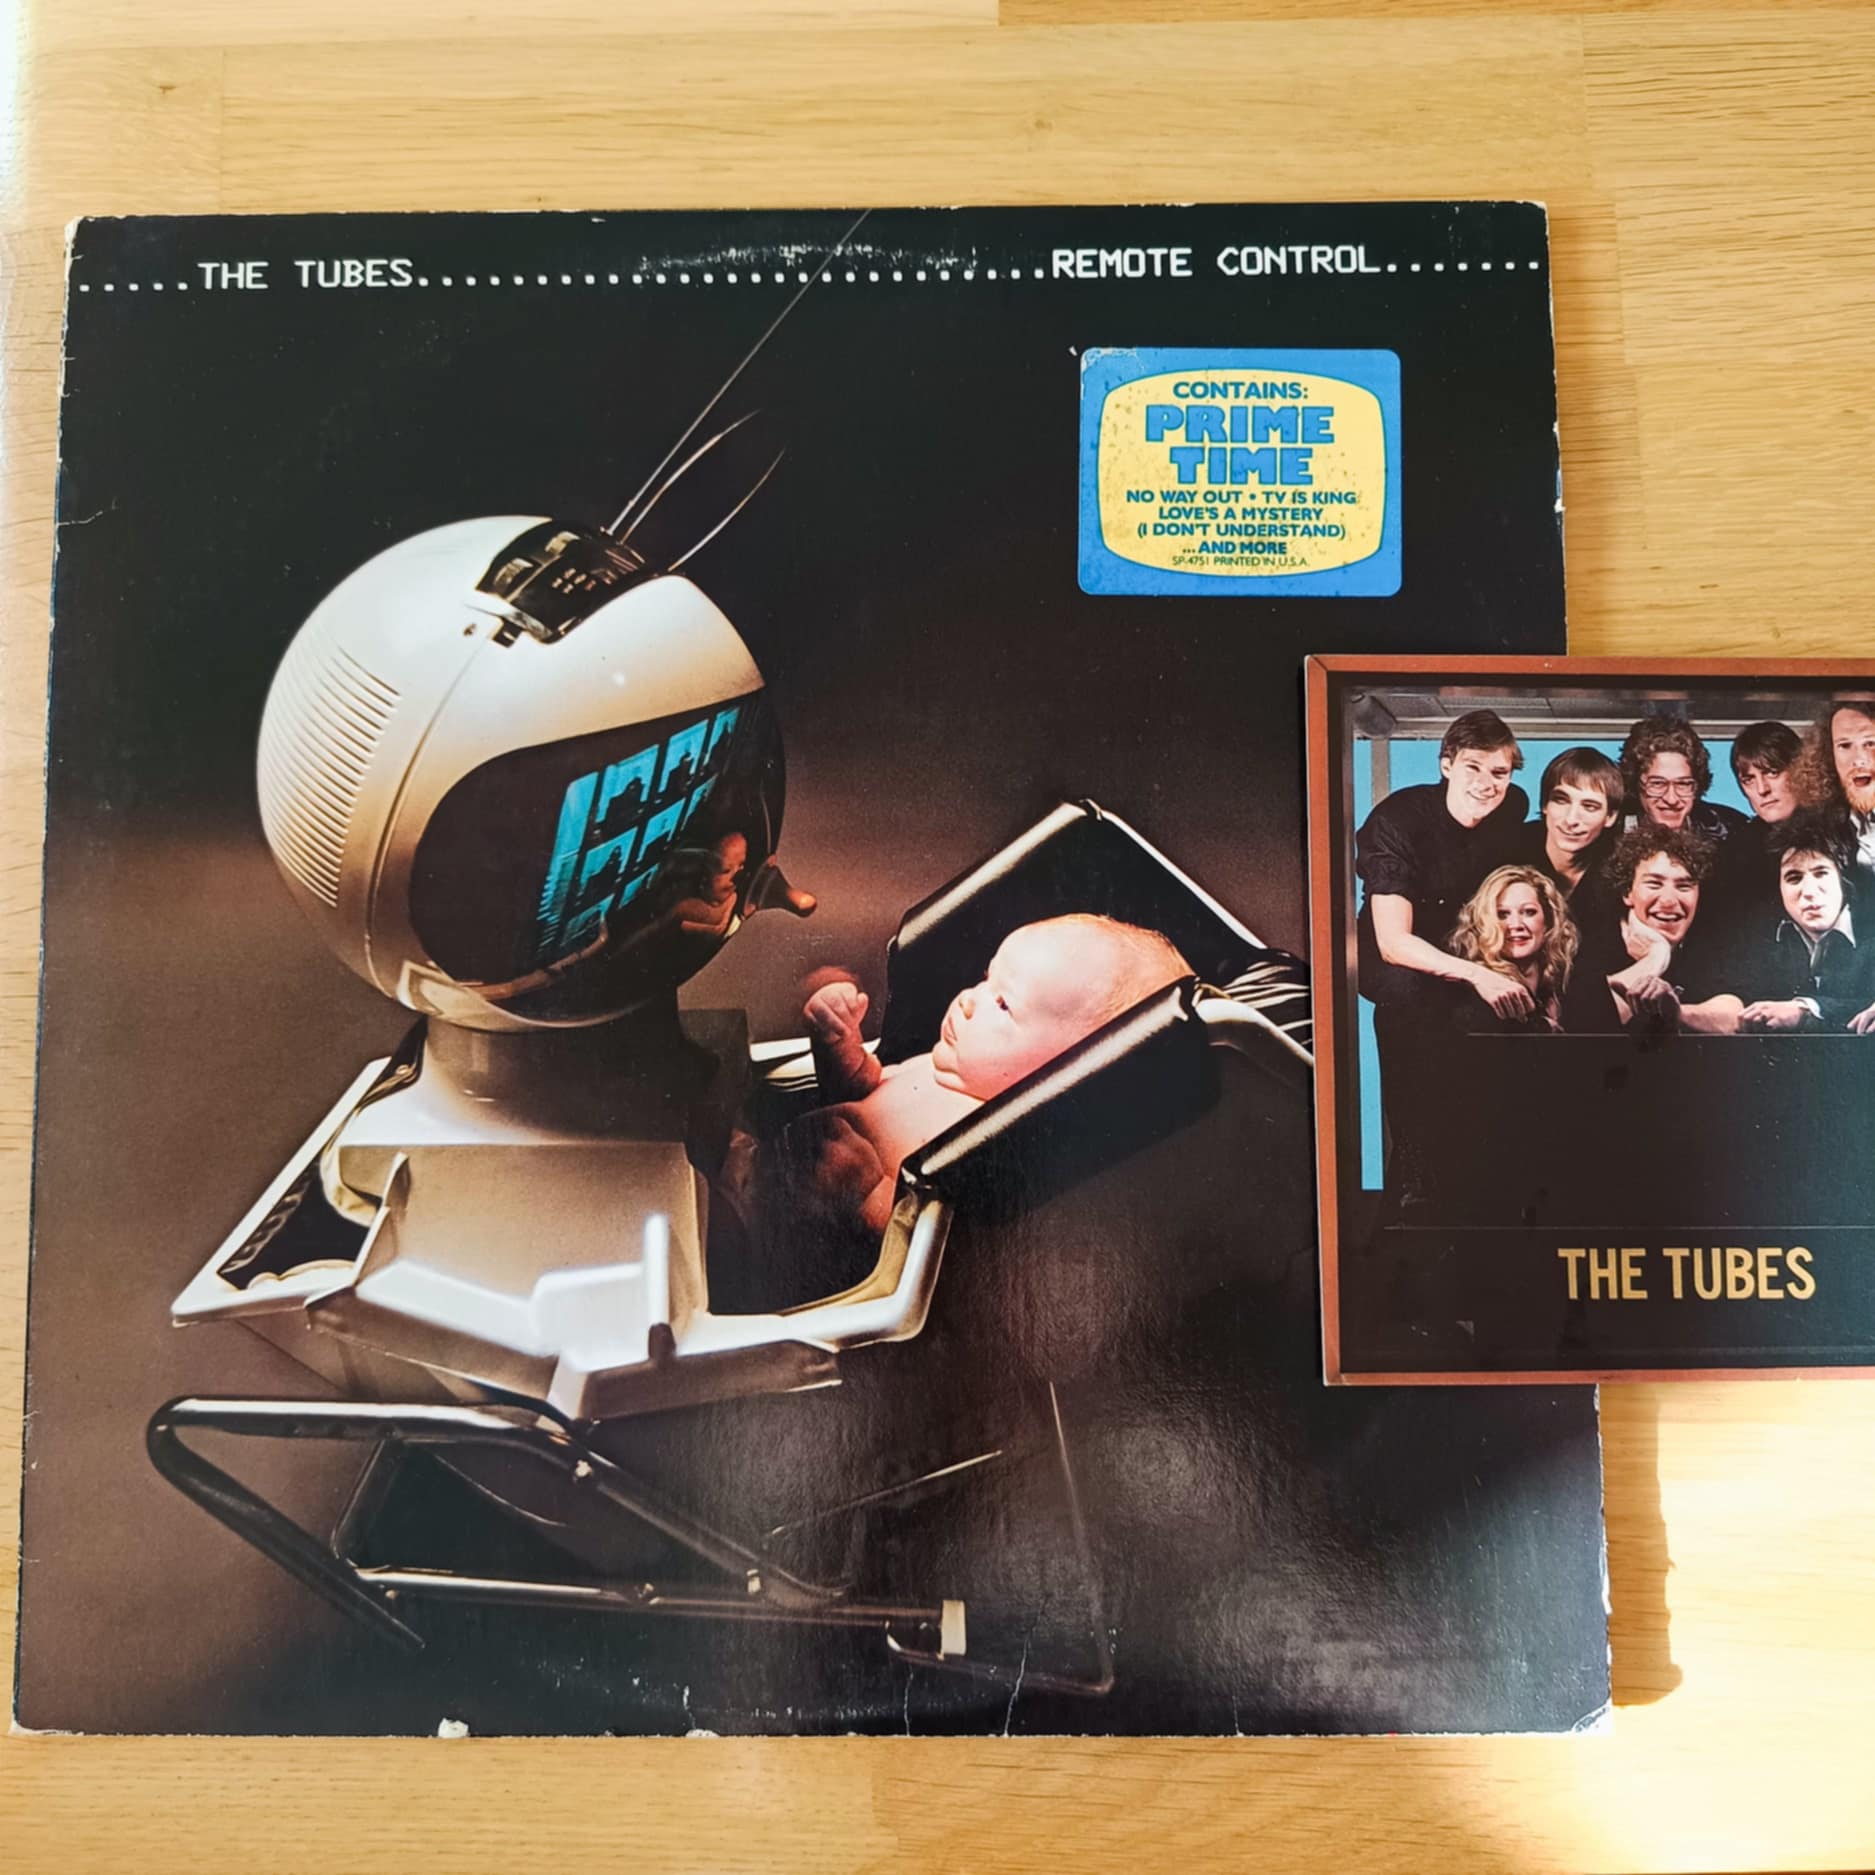 .....THE TUBES...........................REMOTE CONTROL.......
CONTAINS:
PRIME
TIME
NO WAY OUT • TV IS KING
LOVE'S A MYSTERY
(I DON'T UNDERSTAND)
...AND MORE
SP-4751 PRINTED IN U.S.A.
THE TUBES